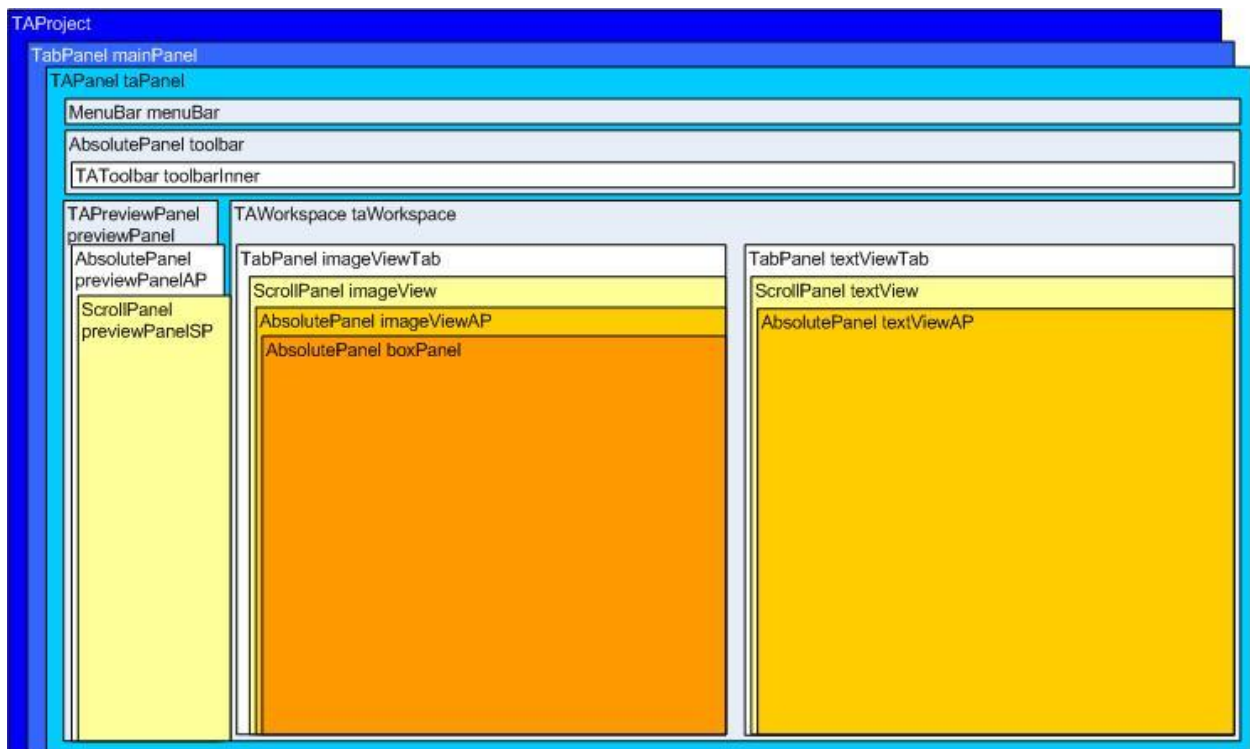 TAProject
TabPanel mainPanel
TAPanel taPanel
MenuBar menuBar
AbsolutePanel toolbar
TAToolbar toolbarInner
TAPreviewPanel
previewPanel
AbsolutePanel
previewPanelAP
ScrollPanel
previewPanelSP
TAWorkspace taWorkspace
TabPanel imageViewTab
ScrollPanel imageView
AbsolutePanel imageViewAP
AbsolutePanel boxPanel
TabPanel textViewTab
ScrollPanel textView
AbsolutePanel textViewAP